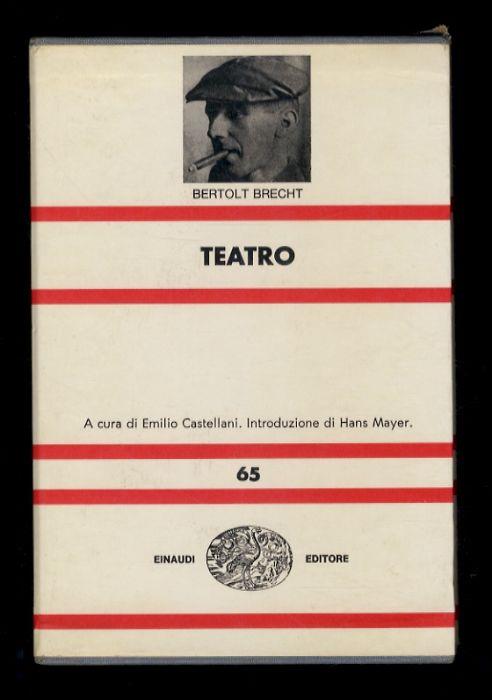 BERTOLT BRECHT
TEATRO
A cura di Emilio Castellani. Introduzione di Hans Mayer.
65
EINAUDI EDITORE